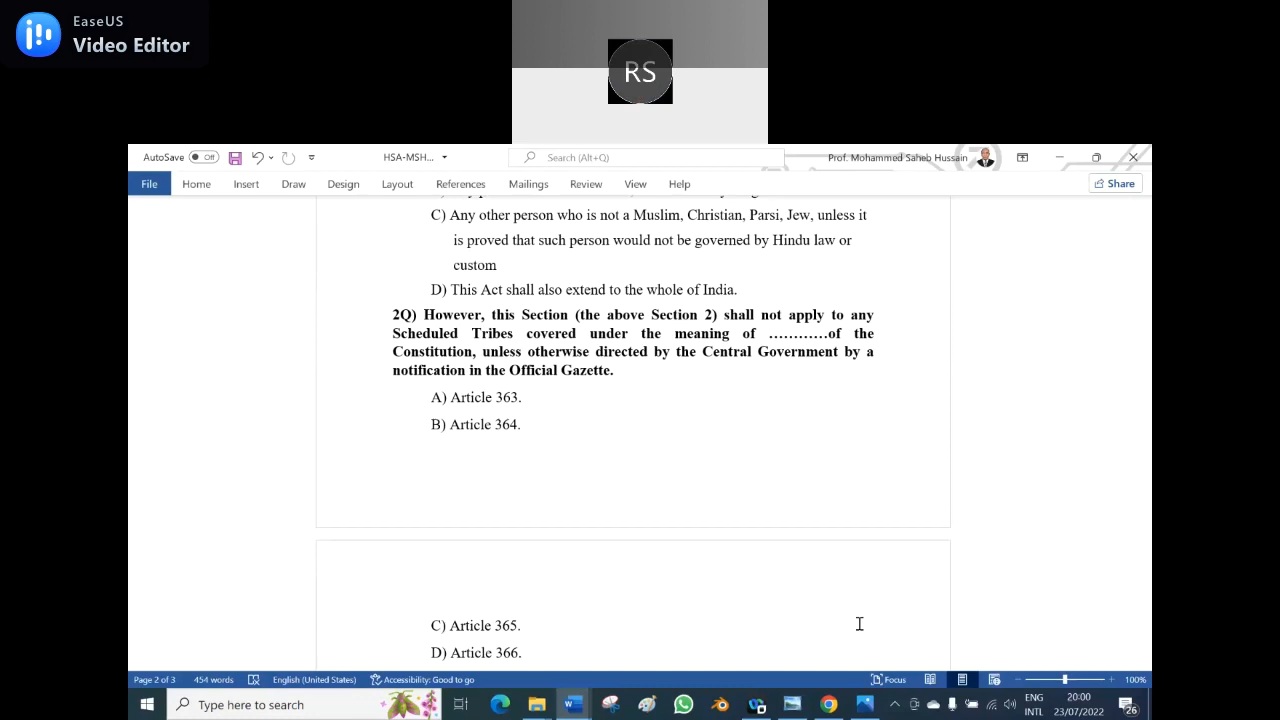 EaseUS
Video Editor
RS
AutoSave Off HSA-MSH... Search (Alt+Q) Prof. Mohammed Saheb Hussain
File Home Insert Draw Design Layout References Mailings Review View Help Share
C) Any other person who is not a Muslim, Christian, Parsi, Jew, unless it
is proved that such person would not be governed by Hindu law or
custom
D) This Act shall also extend to the whole of India.
2Q) However, this Section (the above Section 2) shall not apply to any
Scheduled Tribes covered under the meaning of …………of the
Constitution, unless otherwise directed by the Central Government by a
notification in the Official Gazette.
A) Article 363.
B) Article 364.
C) Article 365.
D) Article 366.
Page 2 of 3 454 words English (United States) Accessibility: Good to go Focus 100%
Type here to search ENG 20:00
INTL 23/07/2022 26